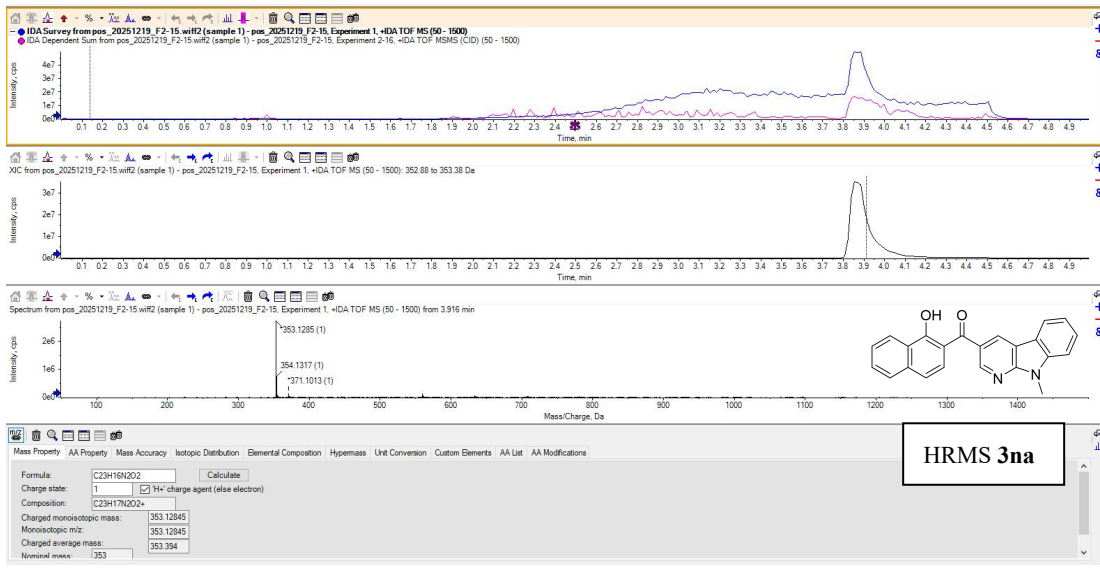 IDA Survey from pos_20251219_F2-15.wiff2 (sample 1) - pos_20251219_F2-15, Experiment 1, +IDA TOF MS (50 - 1500)
IDA Dependent Sum from pos_20251219_F2-15.wiff2 (sample 1) - pos_20251219_F2-15, Experiment 2-16, +IDA TOF MSMS (CID) (50 - 1500)
Intensity, cps
4e7
3e7
2e7
1e7
0e0
0.1 0.2 0.3 0.4 0.5 0.6 0.7 0.8 0.9 1.0 1.1 1.2 1.3 1.4 1.5 1.6 1.7 1.8 1.9 2.0 2.1 2.2 2.3 2.4 2.5 2.6 2.7 2.8 2.9 3.0 3.1 3.2 3.3 3.4 3.5 3.6 3.7 3.8 3.9 4.0 4.1 4.2 4.3 4.4 4.5 4.6 4.7 4.8 4.9
Time, min
XIC from pos_20251219_F2-15.wiff2 (sample 1) - pos_20251219_F2-15, Experiment 1, +IDA TOF MS (50 - 1500): 352.88 to 353.38 Da
Intensity, cps
3e7
2e7
1e7
0e0
0.1 0.2 0.3 0.4 0.5 0.6 0.7 0.8 0.9 1.0 1.1 1.2 1.3 1.4 1.5 1.6 1.7 1.8 1.9 2.0 2.1 2.2 2.3 2.4 2.5 2.6 2.7 2.8 2.9 3.0 3.1 3.2 3.3 3.4 3.5 3.6 3.7 3.8 3.9 4.0 4.1 4.2 4.3 4.4 4.5 4.6 4.7 4.8 4.9
Time, min
Spectrum from pos_20251219_F2-15.wiff2 (sample 1) - pos_20251219_F2-15, Experiment 1, +IDA TOF MS (50 - 1500) from 3.916 min
Intensity, cps
2e6
1e6
0e0
*353.1285 (1)
354.1317 (1)
*371.1013 (1)
OH O
N N
100 200 300 400 500 600 700 800 900 1000 1100 1200 1300 1400
Mass/Charge, Da
Mass Property AA Property Mass Accuracy Isotopic Distribution Elemental Composition Hypermass Unit Conversion Custom Elements AA List AA Modifications
HRMS 3na
Formula: C23H16N2O2 Calculate
Charge state: 1 'H+' charge agent (else electron)
Composition: C23H17N2O2+
Charged monoisotopic mass: 353.12845
Monoisotopic m/z: 353.12845
Charged average mass: 353.394
Nominal mass: 353